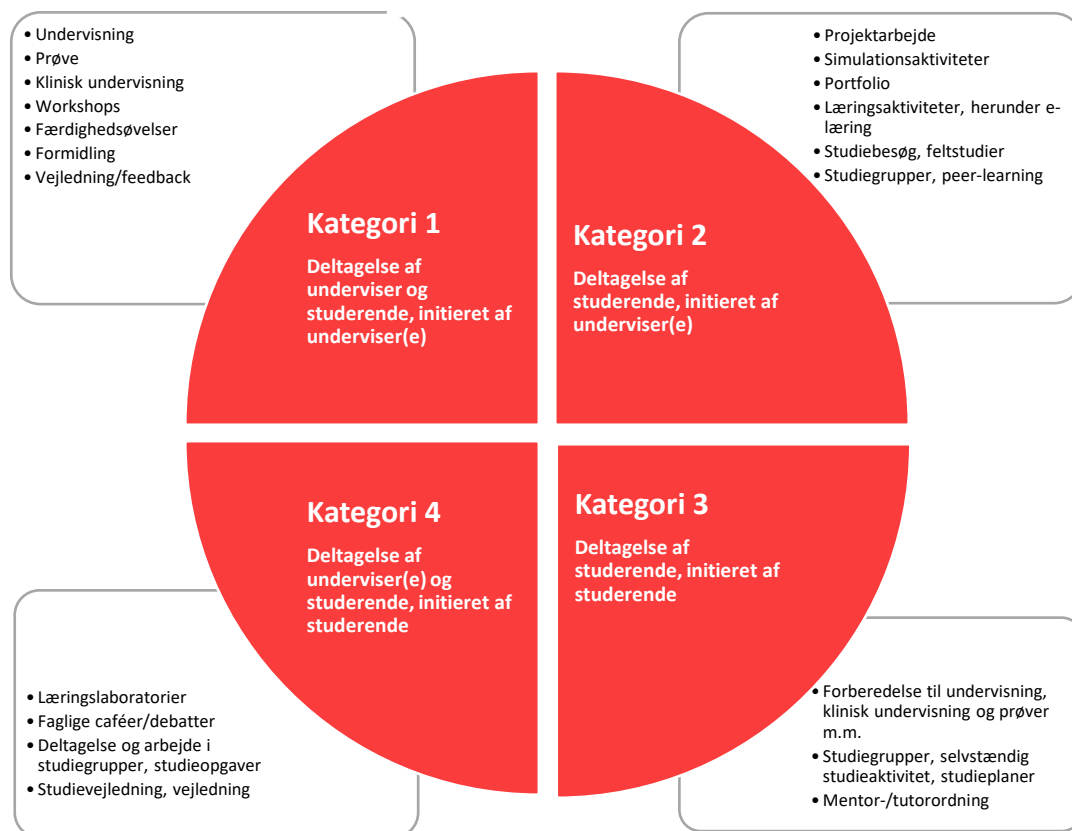 • Undervisning
• Prøve
• Klinisk undervisning
• Workshops
• Færdighedsøvelser
• Formidling
• Vejledning/feedback
• Projektarbejde
• Simulationsaktiviteter
• Portfolio
• Læringsaktiviteter, herunder e-
læring
• Studiebesøg, feltstudier
• Studiegrupper, peer-learning
Kategori 1
Deltagelse af
underviser og
studerende, initieret af
underviser(e)
Kategori 2
Deltagelse af
studerende, initieret af
underviser(e)
Kategori 4
Deltagelse af
underviser(e) og
studerende, initieret af
studerende
Kategori 3
Deltagelse af
studerende, initieret af
studerende
• Læringslaboratorier
• Faglige caféer/debatter
• Deltagelse og arbejde i
studiegrupper, studieopgaver
• Studievejledning, vejledning
• Forberedelse til undervisning,
klinisk undervisning og prøver
m.m.
• Studiegrupper, selvstændig
studieaktivitet, studieplaner
• Mentor-/tutorordning